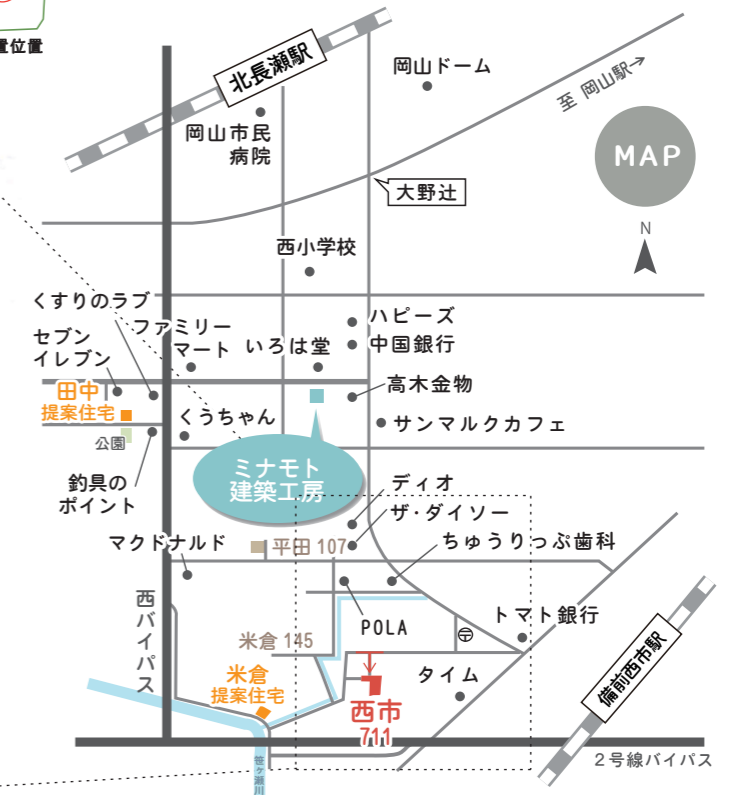 置位置
北長瀬駅
岡山ドーム
至 岡山駅→
岡山市民
病院
MAP
大野辻
N
西小学校
くすりのラブ
ハピーズ
セブン
イレブン
ファミリー
マート
いろは堂
中国銀行
田中
提案住宅
高木金物
くうちゃん
サンマルクカフェ
公園
ミナモト
建築工房
釣具の
ポイント
ディオ
ザ・ダイソー
マクドナルド
平田 107
ちゅうりっぷ歯科
西バイパス
POLA
トマト銀行
〒
米倉 145
備前西市駅
米倉
提案住宅
タイム
西市
711
笹ヶ瀬川
2号線バイパス